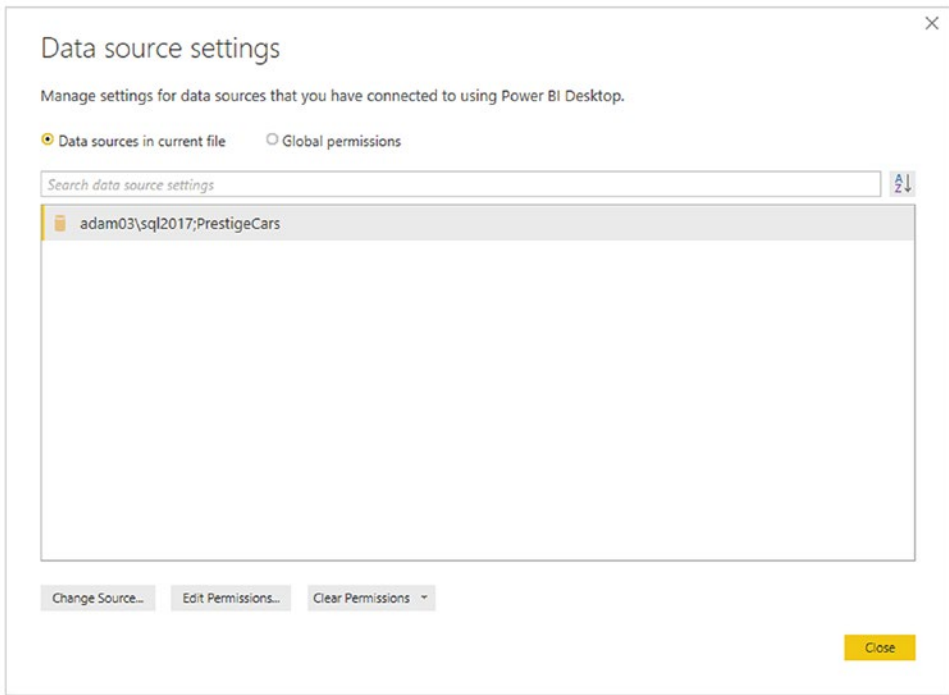 Data source settings
Manage settings for data sources that you have connected to using Power BI Desktop.
Data sources in current file Global permissions
Search data source settings
adam03\sql2017;PrestigeCars
Change Source... Edit Permissions... Clear Permissions
Close